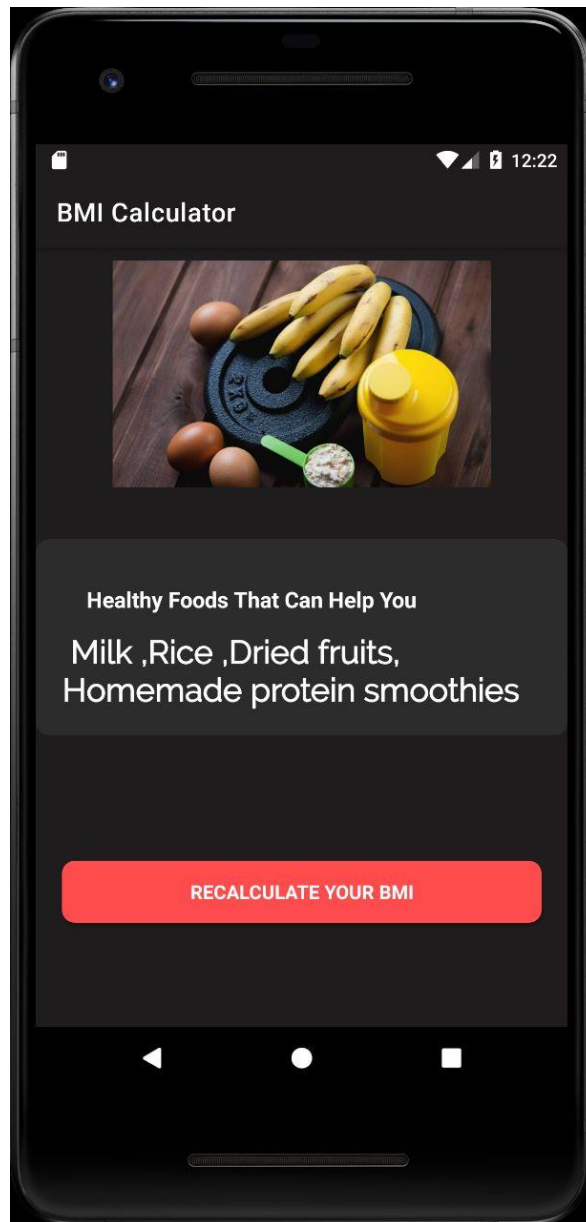 12:22
BMI Calculator
2KG
Healthy Foods That Can Help You
Milk ,Rice ,Dried fruits,
Homemade protein smoothies
RECALCULATE YOUR BMI